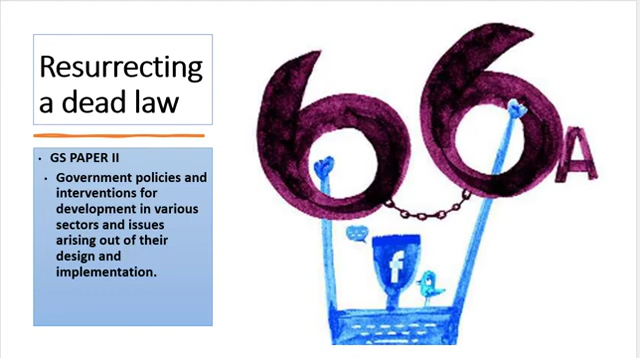 Resurrecting
a dead law
• GS PAPER II
• Government policies and
interventions for
development in various
sectors and issues
arising out of their
design and
implementation.
66A
f